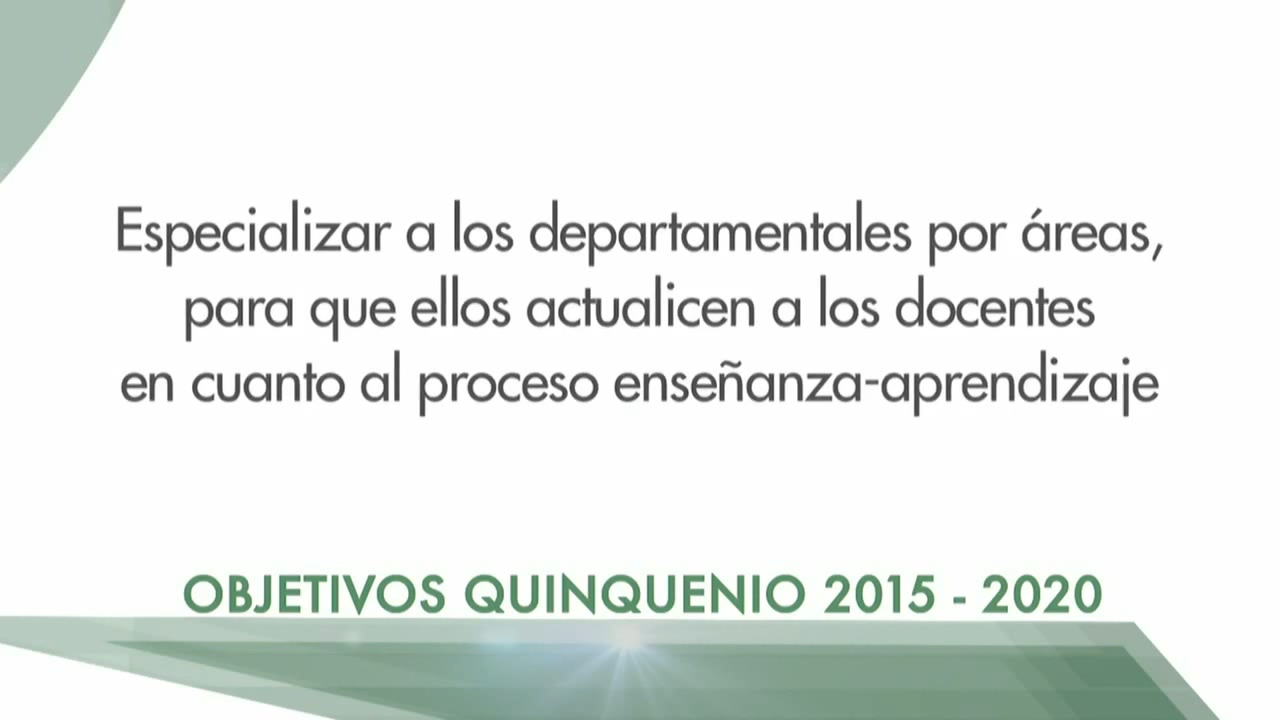 Especializar a los departamentales por áreas,
para que ellos actualicen a los docentes
en cuanto al proceso enseñanza-aprendizaje
OBJETIVOS QUINQUENIO 2015 - 2020